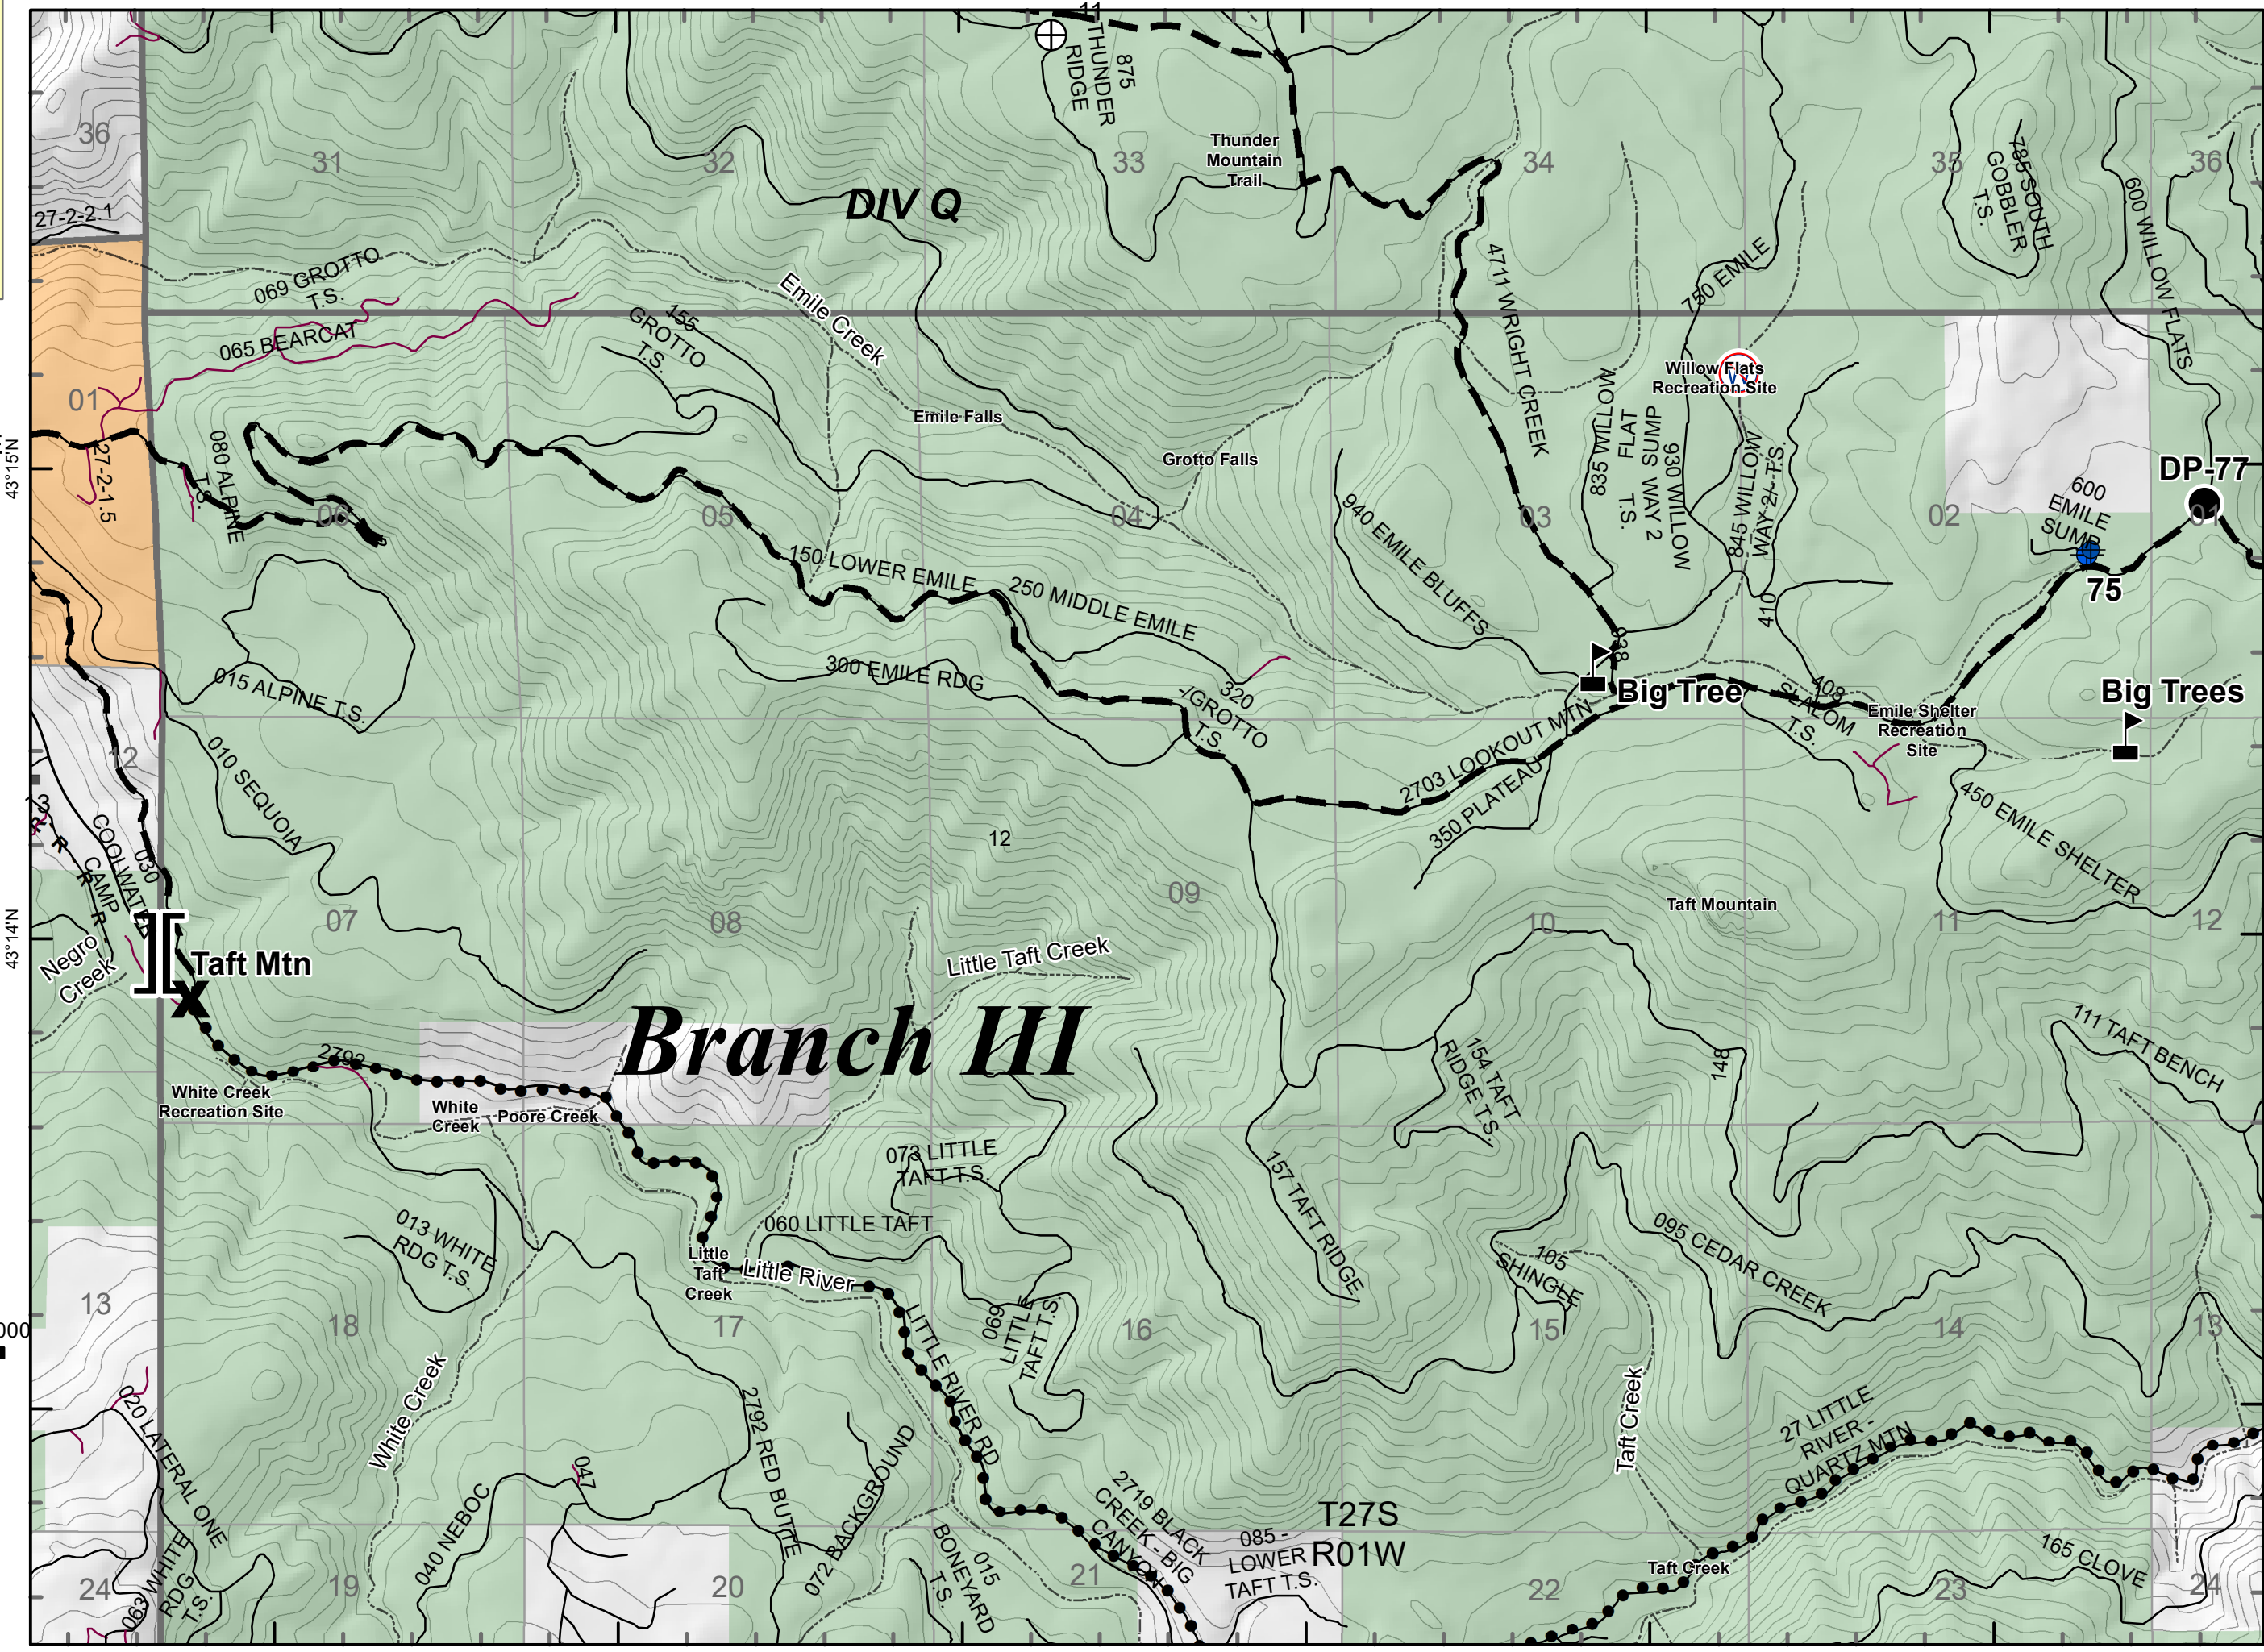 11
THUNDER
RIDGE
875
36
31
32
33
34
35
36
Thunder
Mountain
Trail
785 SOUTH
GOBBLER
T.S.
600 WILLOW FLATS
27-2-2.1
DIV Q
069 GROTTO
T.S.
065 BEARCAT
155
GROTTO
T.S.
Emile Creek
4711 WRIGHT CREEK
750 EMILE
Willow Flats
Recreation Site
01
Emile Falls
Grotto Falls
43°15'N
27-2-1.5
080 ALPINE
T.S.
06
05
04
03
02
01
835 WILLOW
FLAT
T.S.
SUMP
WAY 2
930 WILLOW
845 WILLOW
WAY 2/- T.S.
DP-77
600
EMILE
SUMP
75
940 EMILE BLUFFS
150 LOWER EMILE
250 MIDDLE EMILE
410
938
300 EMILE RDG
015 ALPINE T.S.
320
-/GROTTO
T.S.
Big Tree
408
SLALOM
T.S.
Emile Shelter
Recreation
Site
Big Trees
2703 LOOKOUT MTN
350 PLATEAU
010 SEQUOIA
12
13
R
R
R
R
COOLWATER
CAMP
030
12
450 EMILE SHELTER
09
07
08
10
11
12
Taft Mountain
43°14'N
Negro
Creek
Taft Mtn
X
Little Taft Creek
Branch III
2792
154 TAFT
RIDGE T.S.
148
111 TAFT BENCH
White Creek
Recreation Site
White
Creek
Poore Creek
073 LITTLE
TAFT T.S.
157 TAFT RIDGE
013 WHITE
RDG T.S.
060 LITTLE TAFT
Little
Taft
Creek
Little River
105
SHINGLE
095 CEDAR CREEK
13
18
17
069
LITTLE
TAFT T.S.
16
15
14
13
000
LITTLE RIVER RD
White Creek
Taft Creek
020 LATERAL ONE
2792 RED BUTTE
072 BACKGROUND
27 LITTLE
RIVER -
QUARTZ MTN
047
040 NEBOC
2719 BLACK
CREEK - BIG
CANYON
T27S
R01W
085 -
LOWER
TAFT T.S.
015
BONEYARD
T.S.
063 WHITE
RDG
T.S.
Taft Creek
165 CLOVE
24
19
20
21
22
23
24